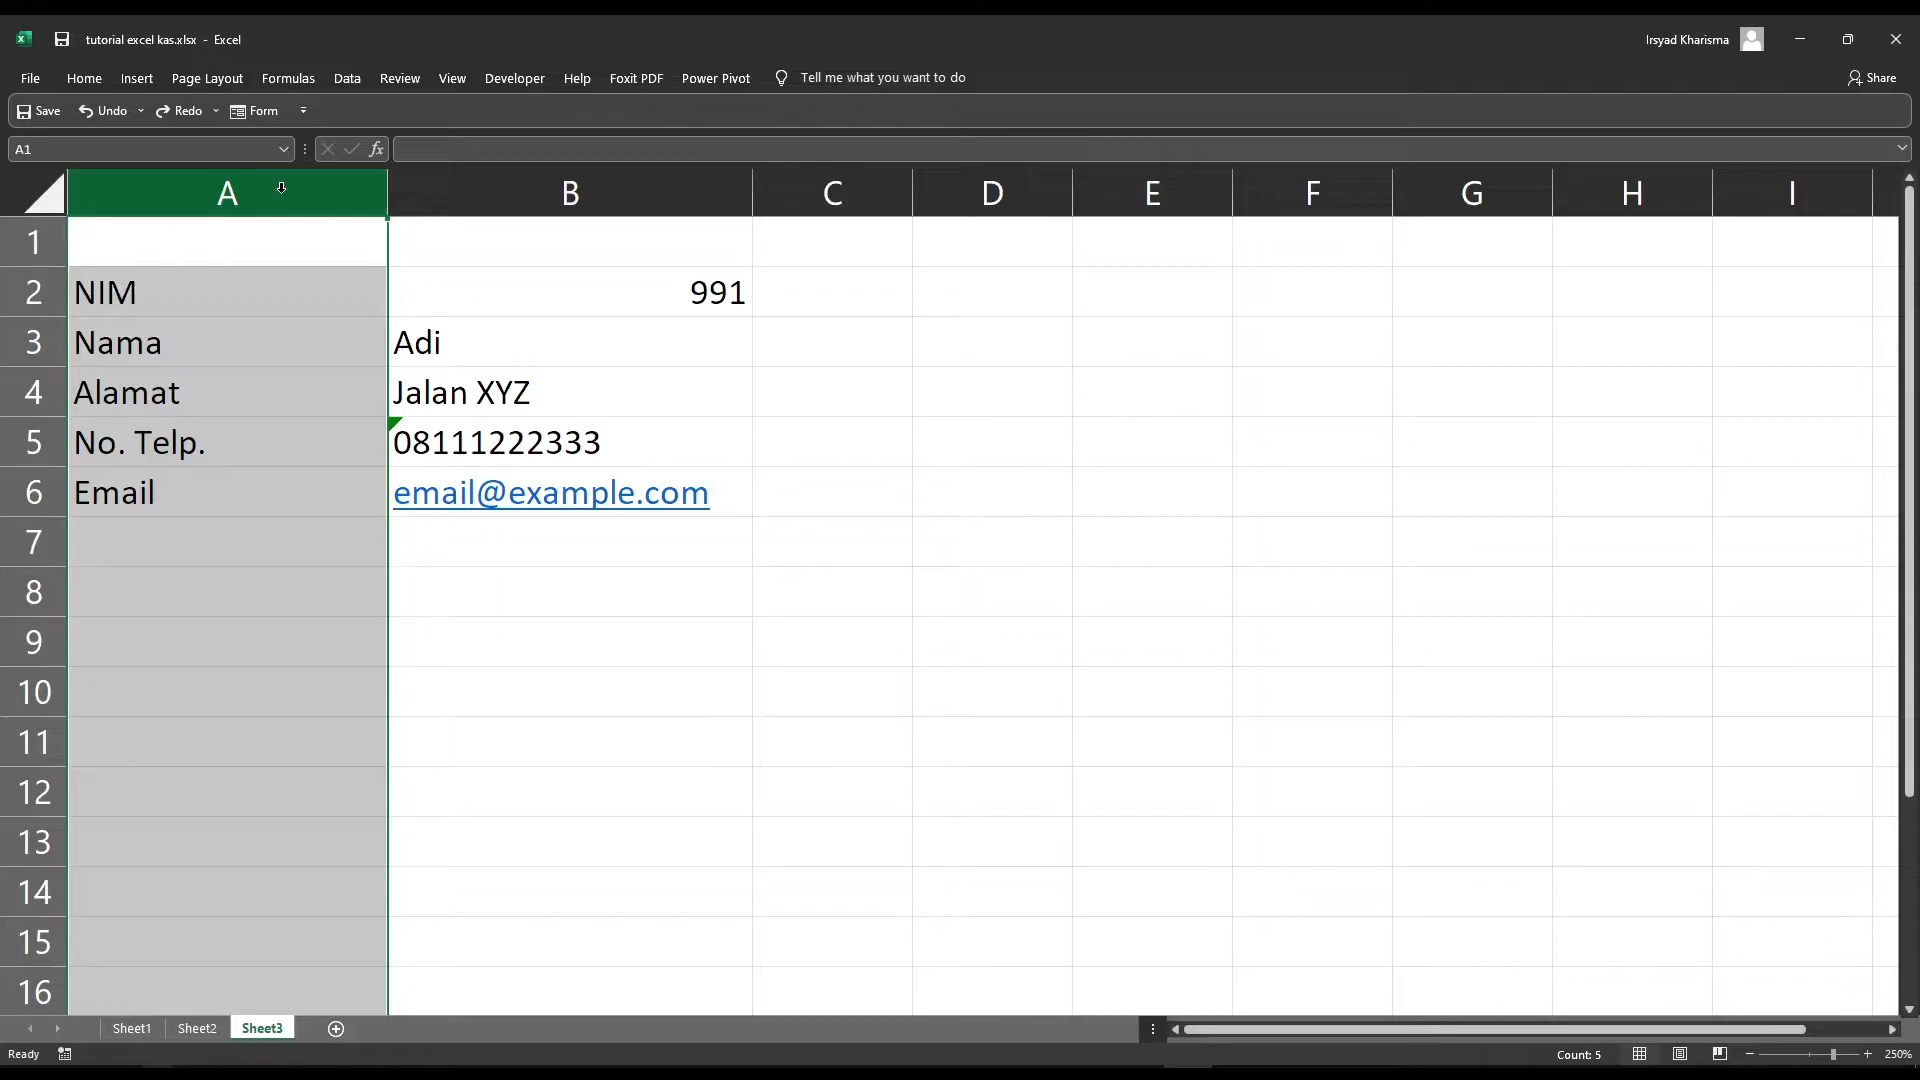 tutorial excel kas.xlsx - Excel
Irsyad Kharisma
File Home Insert Page Layout Formulas Data Review View Developer Help Foxit PDF Power Pivot Tell me what you want to do Share
Save Undo Redo Form
A1 fx
A B C D E F G H I
1
2 NIM 991
3 Nama Adi
4 Alamat Jalan XYZ
5 No. Telp. 08111222333
6 Email email@example.com
7
8
9
10
11
12
13
14
15
16
Sheet1 Sheet2 Sheet3
Ready Count: 5 250%